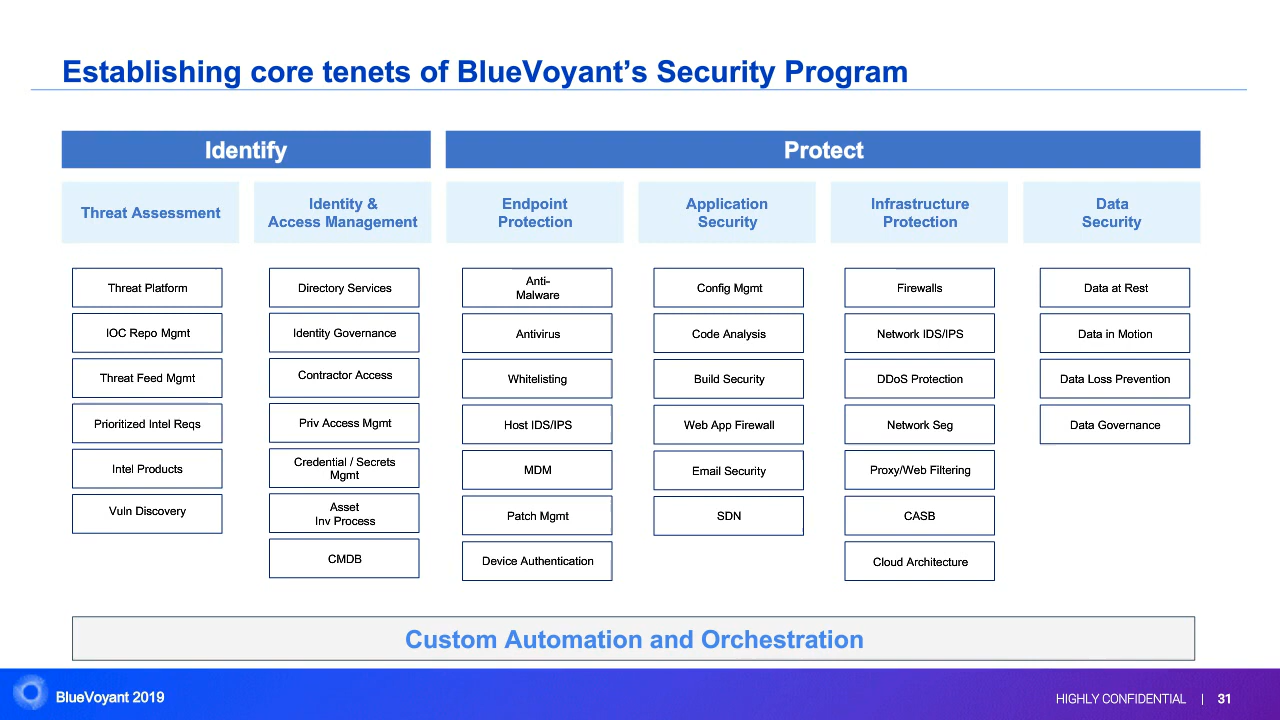 Establishing core tenets of BlueVoyant's Security Program
Identify
Protect
Threat Assessment
Identity &
Access Management
Endpoint
Protection
Application
Security
Infrastructure
Protection
Data
Security
Threat Platform
IOC Repo Mgmt
Threat Feed Mgmt
Prioritized Intel Reqs
Intel Products
Vuln Discovery
Directory Services
Identity Governance
Contractor Access
Priv Access Mgmt
Credential / Secrets
Mgmt
Asset
Inv Process
CMDB
Anti-
Malware
Antivirus
Whitelisting
Host IDS/IPS
MDM
Patch Mgmt
Device Authentication
Config Mgmt
Code Analysis
Build Security
Web App Firewall
Email Security
SDN
Firewalls
Network IDS/IPS
DDoS Protection
Network Seg
Proxy/Web Filtering
CASB
Cloud Architecture
Data at Rest
Data in Motion
Data Loss Prevention
Data Governance
Custom Automation and Orchestration
BlueVoyant 2019
HIGHLY CONFIDENTIAL | 31